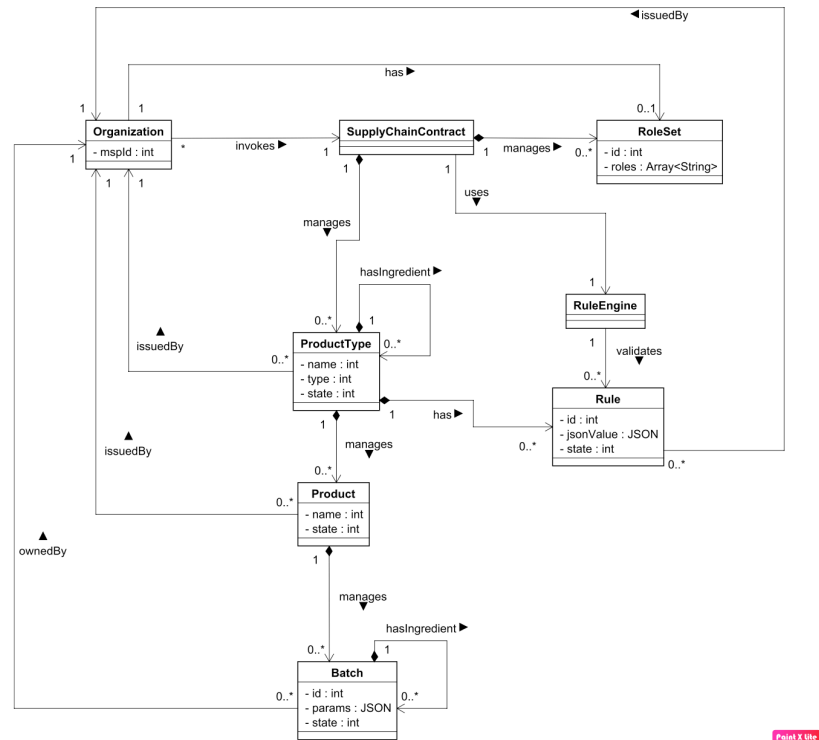 ◀ issuedBy
has ▶
1
1
0..1
Organization
- mspId : int
*
invokes ▶
1
SupplyChainContract
1
manages ▶
0..*
RoleSet
- id : int
- roles : Array<String>
1
1
1
1
1
uses
▼
manages
▼
hasIngredient ▶
1
RuleEngine
0..*
1
▲
issuedBy
0..*
ProductType
- name : int
- type : int
- state : int
0..*
1
validates
▼
0..*
1
has ▶
0..*
Rule
- id : int
- jsonValue : JSON
- state : int
0..*
1
▲
issuedBy
manages
▼
0..*
0..*
Product
- name : int
- state : int
▲
ownedBy
1
manages
▼
hasIngredient ▶
0..*
1
0..*
Batch
- id : int
- params : JSON
- state : int
0..*
Paint X Lite